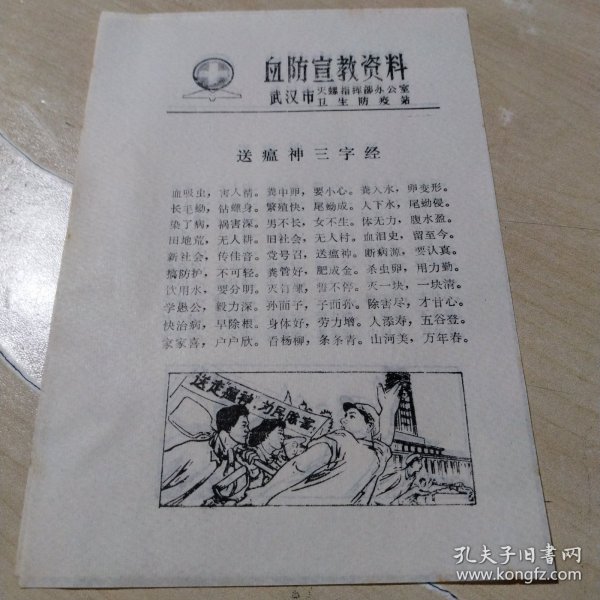 血防宣教资料
武汉市灭螺指挥部办公室
卫生防疫站
送瘟神三字经
血吸虫，害人精。粪中卵，要小心。粪入水，卵变形。
长毛蚴，钻螺身。繁殖快，尾蚴成。人下水，尾蚴侵。
染了病，祸害深。男不长，女不生。体无力，腹水盈。
田地荒，无人耕。旧社会，无人村。血泪史，留至今。
新社会，传佳音。党号召，送瘟神。断病源，要认真。
搞防护，不可轻。粪管好，肥成金。杀虫卵，用力勤。
饮用水，要分明。灭钉螺，誓不停。灭一块，一块清。
学愚公，毅力深。孙而子，子而孙。除害尽，才甘心。
快治病，早除根。身体好，劳力增。人添寿，五谷登。
家家喜，户户欣。看杨柳，条条青。山河美，万年春。
送走瘟神，为民除害
孔夫子旧书网
www.kongfz.com